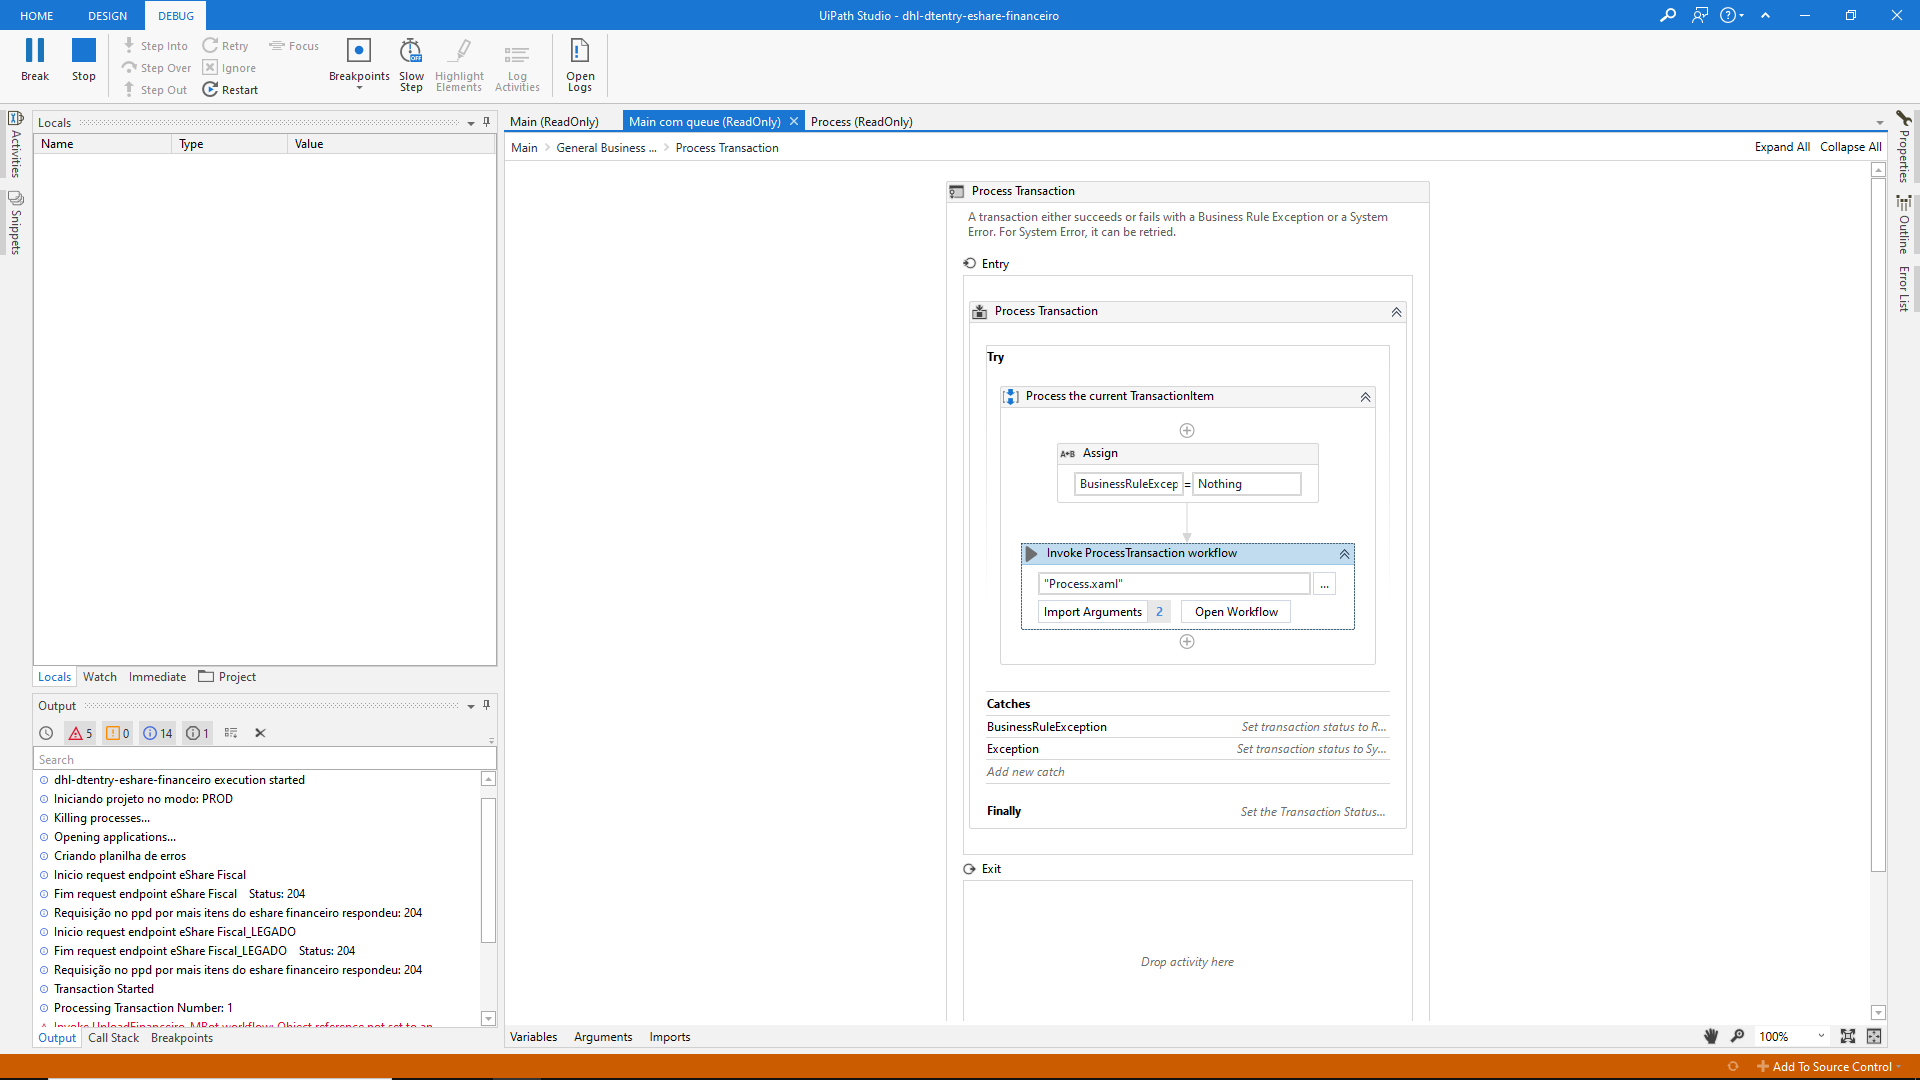 HOME DESIGN DEBUG
UiPath Studio - dhl-dtentry-eshare-financeiro
Break
Stop
Step Into
Step Over
Step Out
Retry
Ignore
Restart
Focus
Breakpoints
Slow
Step
Highlight
Elements
Log
Activities
Open
Logs
Activities
Snippets
Locals
Name Type Value
Locals Watch Immediate Project
Output
5 0 14 1
Search
dhl-dtentry-eshare-financeiro execution started
Iniciando projeto no modo: PROD
Killing processes...
Opening applications...
Criando planilha de erros
Inicio request endpoint eShare Fiscal
Fim request endpoint eShare Fiscal Status: 204
Requisição no ppd por mais itens do eshare financeiro respondeu: 204
Inicio request endpoint eShare Fiscal_LEGADO
Fim request endpoint eShare Fiscal_LEGADO Status: 204
Requisição no ppd por mais itens do eshare financeiro respondeu: 204
Transaction Started
Processing Transaction Number: 1
Invoke UploadFinanceiro_MBot workflow: Object reference not set to an
Output Call Stack Breakpoints
Main (ReadOnly) Main com queue (ReadOnly) Process (ReadOnly)
Main General Business ... Process Transaction
Expand All Collapse All
Process Transaction
A transaction either succeeds or fails with a Business Rule Exception or a System
Error. For System Error, it can be retried.
Entry
Process Transaction
Try
Process the current TransactionItem
A+B Assign
BusinessRuleExcep = Nothing
Invoke ProcessTransaction workflow
"Process.xaml" ...
Import Arguments 2 Open Workflow
Catches
BusinessRuleException Set transaction status to R...
Exception Set transaction status to Sy...
Add new catch
Finally Set the Transaction Status...
Exit
Drop activity here
Variables Arguments Imports
100%
Properties
Outline
Error List
Add To Source Control